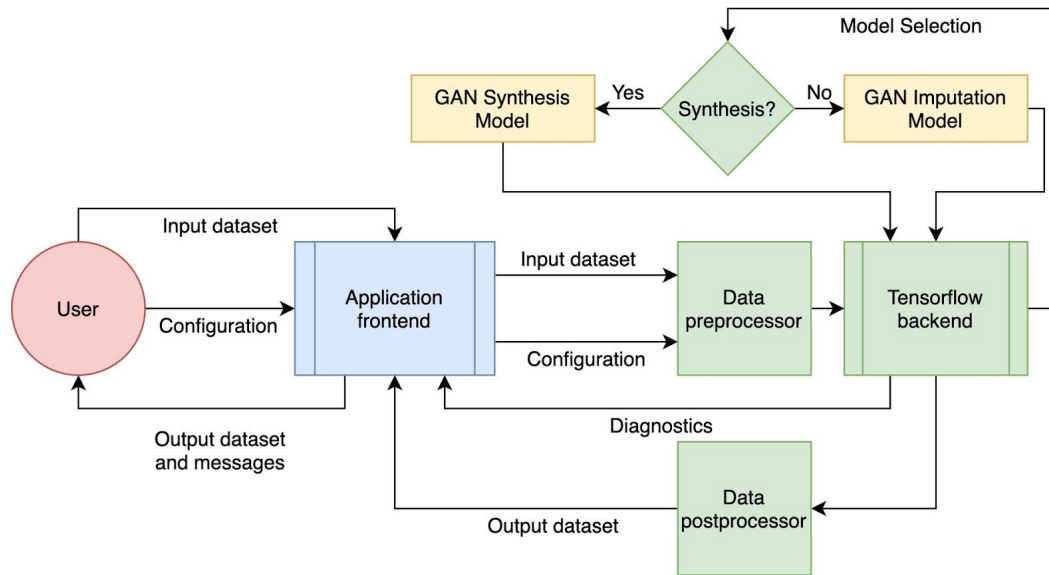 Model Selection
GAN Synthesis
Model
Yes
Synthesis?
No
GAN Imputation
Model
Input dataset
User
Configuration
Application
frontend
Input dataset
Configuration
Data
preprocessor
Tensorflow
backend
Output dataset
and messages
Diagnostics
Output dataset
Data
postprocessor